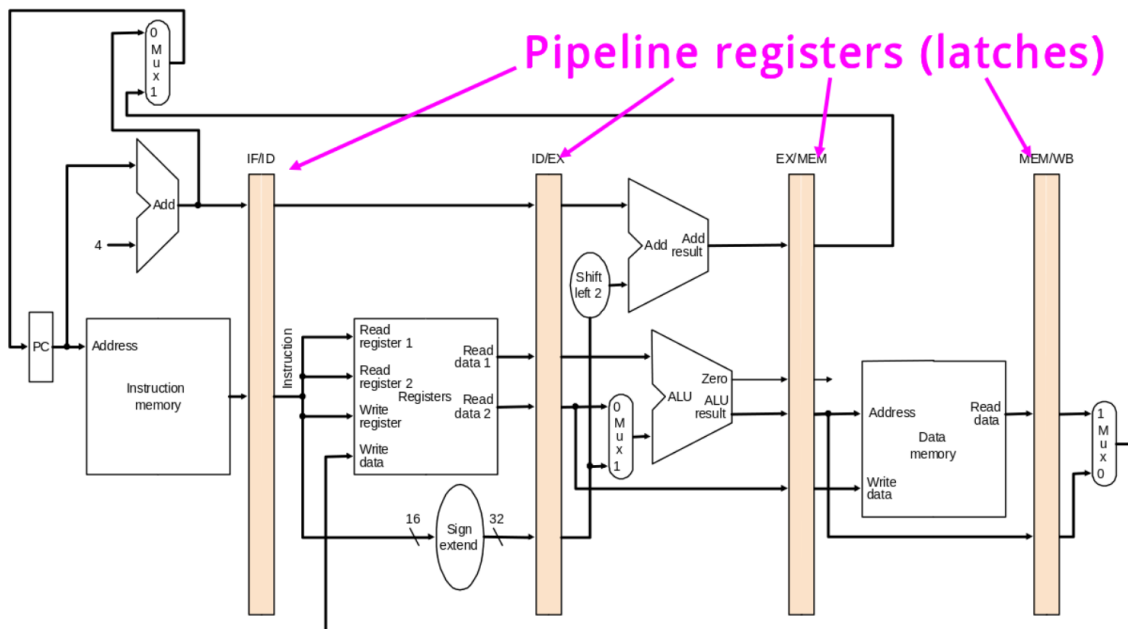 Pipeline registers (latches)
0
M
u
x
1
IF/ID
ID/EX
EX/MEM
MEM/WB
Add
4
Add
Add
result
Shift
left 2
PC
Address
Instruction
memory
Instruction
Read
register 1
Read
register 2
Write
register
Write
data
Registers
Read
data 1
Read
data 2
16
Sign
extend
32
0
M
u
x
1
Zero
ALU
ALU
result
Address
Write
data
Data
memory
Read
data
1
M
u
x
0